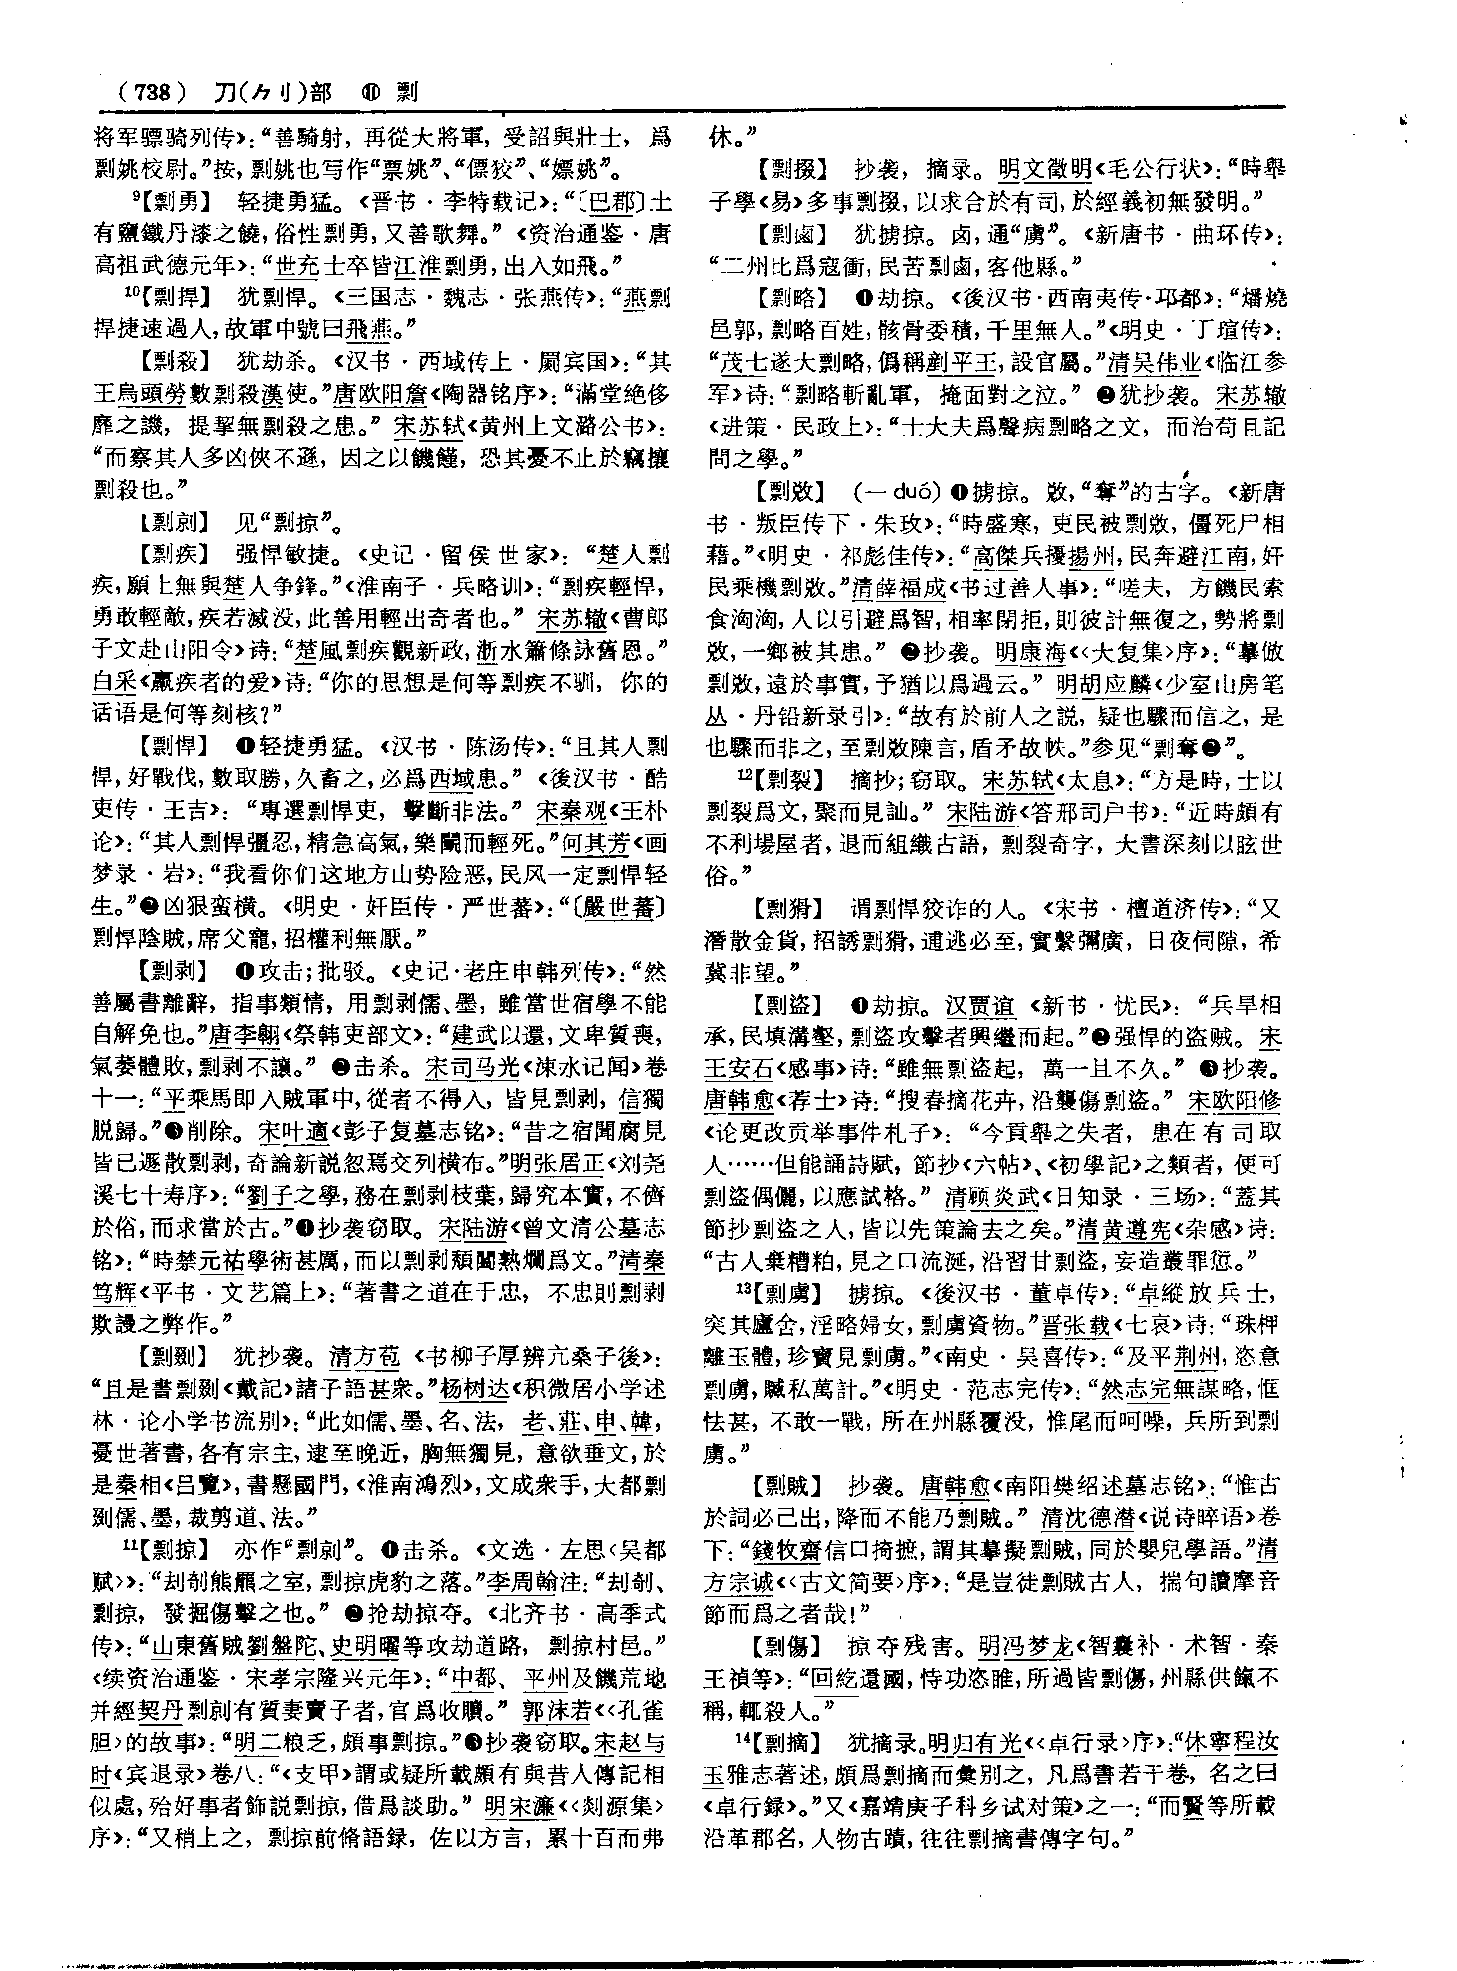 (738) 刀(⺈刂)部 ⓫ 剽
将军骠骑列传》：“善騎射，再從大將軍，受詔與壯士，爲
剽姚校尉。”按，剽姚也写作“票姚”、“僄狡”、“嫖姚”。
9【剽勇】 轻捷勇猛。《晋书·李特载记》：“〔巴郡〕土
有鹽鐵丹漆之饒，俗性剽勇，又善歌舞。”《资治通鉴·唐
高祖武德元年》：“世充士卒皆江淮剽勇，出入如飛。”
10【剽捍】 犹剽悍。《三国志·魏志·张燕传》：“燕剽
捍捷速過人，故軍中號曰飛燕。”
【剽殺】 犹劫杀。《汉书·西域传上·罽宾国》：“其
王烏頭勞數剽殺漢使。”唐欧阳詹《陶器铭序》：“滿堂絶侈
靡之譏，提挈無剽殺之患。”宋苏轼《黄州上文潞公书》：
“而察其人多凶俠不遜，因之以饑饉，恐其憂不止於竊攘
剽殺也。”
【剽剠】 见“剽掠”。
【剽疾】 强悍敏捷。《史记·留侯世家》：“楚人剽
疾，願上無與楚人争鋒。”《淮南子·兵略训》：“剽疾輕悍，
勇敢輕敵，疾若滅没，此善用輕出奇者也。”宋苏辙《曹郎
子文赴山阳令》诗：“楚風剽疾觀新政，浙水蕭條詠舊恩。”
白采《羸疾者的爱》诗：“你的思想是何等剽疾不驯，你的
话语是何等刻核？”
【剽悍】 ❶轻捷勇猛。《汉书·陈汤传》：“且其人剽
悍，好戰伐，數取勝，久畜之，必爲西域患。”《後汉书·酷
吏传·王吉》：“專選剽悍吏，擊斷非法。”宋秦观《王朴
论》：“其人剽悍彊忍，精急高氣，樂鬭而輕死。”何其芳《画
梦录·岩》：“我看你们这地方山势险恶，民风一定剽悍轻
生。”❷凶狠蛮横。《明史·奸臣传·严世蕃》：“〔嚴世蕃〕
剽悍陰賊，席父寵，招權利無厭。”
【剽剥】 ❶攻击；批驳。《史记·老庄申韩列传》：“然
善屬書離辭，指事類情，用剽剥儒、墨，雖當世宿學不能
自解免也。”唐李翱《祭韩吏部文》：“建武以還，文卑質喪，
氣萎體敗，剽剥不讓。”❷击杀。宋司马光《涑水记闻》卷
十一：“平乘馬即入賊軍中，從者不得入，皆見剽剥，信獨
脱歸。”❸削除。宋叶適《彭子复墓志铭》：“昔之宿聞腐見
皆已逐散剽剥，奇論新説忽焉交列横布。”明张居正《刘尧
溪七十寿序》：“劉子之學，務在剽剥枝葉，歸究本實，不儕
於俗，而求當於古。”❹抄袭窃取。宋陆游《曾文清公墓志
铭》：“時禁元祐學術甚厲，而以剽剥頽闒熟爛爲文。”清秦
笃辉《平书·文艺篇上》：“著書之道在于忠，不忠則剽剥
欺謾之弊作。”
【剽剟】 犹抄袭。清方苞《书柳子厚辨亢桑子後》：
“且是書剽剟《戴記》諸子語甚衆。”杨树达《积微居小学述
林·论小学书流别》：“此如儒、墨、名、法，老、莊、申、韓，
憂世著書，各有宗主，逮至晚近，胸無獨見，意欲垂文，於
是秦相《吕覽》，書懸國門，《淮南鴻烈》，文成衆手，大都剽
剟儒、墨，裁剪道、法。”
11【剽掠】 亦作“剽剠”。❶击杀。《文选·左思〈吴都
赋〉》：“刦剞熊羆之室，剽掠虎豹之落。”李周翰注：“刦剞、
剽掠，發掘傷擊之也。”❷抢劫掠夺。《北齐书·高季式
传》：“山東舊賊劉盤陀、史明曜等攻劫道路，剽掠村邑。”
《续资治通鉴·宋孝宗隆兴元年》：“中都、平州及饑荒地
并經契丹剽剠有質妻賣子者，官爲收贖。”郭沫若《〈孔雀
胆〉的故事》：“明二粮乏，頗事剽掠。”❸抄袭窃取。宋赵与
时《宾退录》卷八：“《支甲》謂或疑所載頗有與昔人傳記相
似處，殆好事者飾説剽掠，借爲談助。”明宋濂《〈剡源集〉
序》：“又稍上之，剽掠前脩語録，佐以方言，累十百而弗
休。”
【剽掇】 抄袭，摘录。明文徵明《毛公行状》：“時舉
子學《易》多事剽掇，以求合於有司，於經義初無發明。”
【剽鹵】 犹掳掠。卤，通“虜”。《新唐书·曲环传》：
“二州比爲寇衝，民苦剽鹵，客他縣。”
【剽略】 ❶劫掠。《後汉书·西南夷传·邛都》：“燔燒
邑郭，剽略百姓，骸骨委積，千里無人。”《明史·丁瑄传》：
“茂七遂大剽略，僞稱剷平王，設官屬。”清吴伟业《临江参
军》诗：“剽略斬亂軍，掩面對之泣。”❷犹抄袭。宋苏辙
《进策·民政上》：“士大夫爲聲病剽略之文，而治苟且記
問之學。”
【剽敚】 （— duó）❶掳掠。敚，“奪”的古字。《新唐
书·叛臣传下·朱玫》：“時盛寒，吏民被剽敚，僵死尸相
藉。”《明史·祁彪佳传》：“高傑兵擾揚州，民奔避江南，奸
民乘機剽敚。”清薛福成《书过善人事》：“嗟夫，方饑民索
食洶洶，人以引避爲智，相率閉拒，則彼計無復之，勢將剽
敚，一鄉被其患。”❷抄袭。明康海《〈大复集〉序》：“摹倣
剽敚，遠於事實，予猶以爲過云。”明胡应麟《少室山房笔
丛·丹铅新录引》：“故有於前人之説，疑也驟而信之，是
也驟而非之，至剽敚陳言，盾矛故帙。”参见“剽奪❷”。
12【剽裂】 摘抄；窃取。宋苏轼《太息》：“方是時，士以
剽裂爲文，聚而見訕。”宋陆游《答邢司户书》：“近時頗有
不利場屋者，退而組織古語，剽裂奇字，大書深刻以眩世
俗。”
【剽猾】 谓剽悍狡诈的人。《宋书·檀道济传》：“又
潛散金貨，招誘剽猾，逋逃必至，實繁彌廣，日夜伺隙，希
冀非望。”
【剽盜】 ❶劫掠。汉贾谊《新书·忧民》：“兵旱相
承，民填溝壑，剽盜攻擊者興繼而起。”❷强悍的盗贼。宋
王安石《感事》诗：“雖無剽盜起，萬一且不久。”❸抄袭。
唐韩愈《荐士》诗：“搜春摘花卉，沿襲傷剽盜。”宋欧阳修
《论更改贡举事件札子》：“今貢舉之失者，患在有司取
人……但能誦詩賦，節抄《六帖》、《初學記》之類者，便可
剽盜偶儷，以應試格。”清顾炎武《日知录·三场》：“蓋其
節抄剽盜之人，皆以先策論去之矣。”清黄遵宪《杂感》诗：
“古人棄糟粕，見之口流涎，沿習甘剽盜，妄造叢罪愆。”
13【剽虜】 掳掠。《後汉书·董卓传》：“卓縱放兵士，
突其廬舍，淫略婦女，剽虜資物。”晋张载《七哀》诗：“珠柙
離玉體，珍寶見剽虜。”《南史·吴喜传》：“及平荆州，恣意
剽虜，贓私萬計。”《明史·范志完传》：“然志完無謀略，恇
怯甚，不敢一戰，所在州縣覆没，惟尾而呵噪，兵所到剽
虜。”
【剽賊】 抄袭。唐韩愈《南阳樊绍述墓志铭》：“惟古
於詞必己出，降而不能乃剽賊。”清沈德潜《说诗晬语》卷
下：“錢牧齋信口掎摭，謂其摹擬剽賊，同於嬰兒學語。”清
方宗诚《〈古文简要〉序》：“是豈徒剽賊古人，揣句讀摩音
節而爲之者哉！”
【剽傷】 掠夺残害。明冯梦龙《智囊补·术智·秦
王禎等》：“回紇還國，恃功恣睢，所過皆剽傷，州縣供餼不
稱，輒殺人。”
14【剽摘】 犹摘录。明归有光《〈卓行录〉序》：“休寧程汝
玉雅志著述，頗爲剽摘而彙别之，凡爲書若干卷，名之曰
《卓行録》。”又《嘉靖庚子科乡试对策》之一：“而賢等所載
沿革郡名，人物古蹟，往往剽摘書傳字句。”